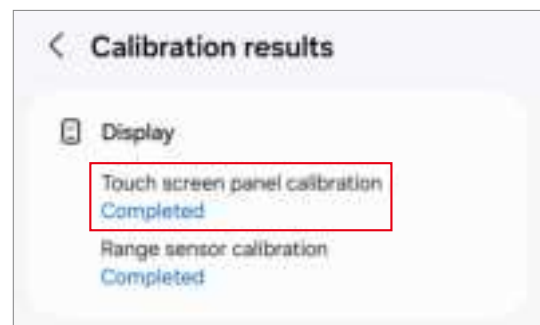 Calibration results
Display
Touch screen panel calibration
Completed
Range sensor calibration
Completed